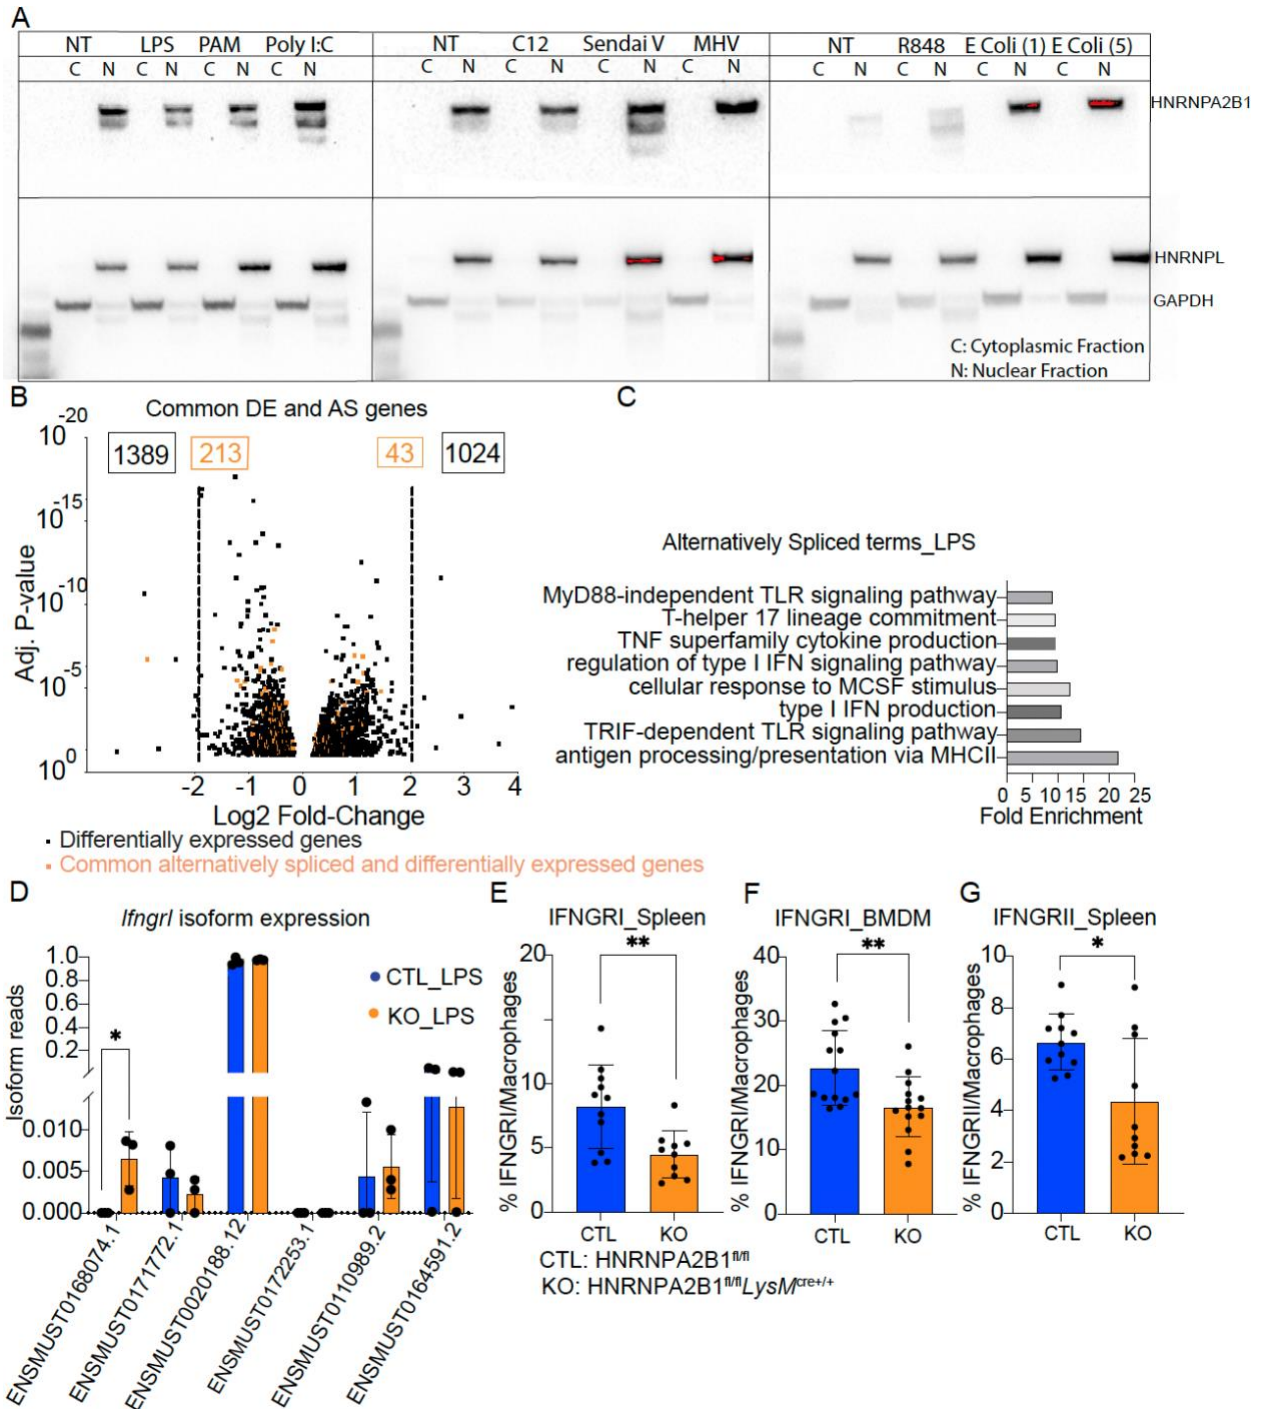 A
NT LPS PAM Poly I:C NT C12 Sendai V MHV NT R848 E Coli (1) E Coli (5)
C N C N C N C N C N C N C N C N C N C N C N C N
HNRNPA2B1
HNRNPL
GAPDH
C: Cytoplasmic Fraction
N: Nuclear Fraction
B
Common DE and AS genes
1389 213 43 1024
10-20
10-15
10-10
10-5
100
Adj. P-value
-2 -1 0 1 2 3 4
Log2 Fold-Change
Differentially expressed genes
Common alternatively spliced and differentially expressed genes
C
Alternatively Spliced terms_LPS
MyD88-independent TLR signaling pathway
T-helper 17 lineage commitment
TNF superfamily cytokine production
regulation of type I IFN signaling pathway
cellular response to MCSF stimulus
type I IFN production
TRIF-dependent TLR signaling pathway
antigen processing/presentation via MHCII
0 5 10 15 20 25
Fold Enrichment
D
Ifngrl isoform expression
1.0
0.8
0.6
0.4
0.2
0.010
0.005
0.000
Isoform reads
*
CTL_LPS
KO_LPS
ENSMUST0168074.1
ENSMUST0171772.1
ENSMUST0020188.12
ENSMUST0172253.1
ENSMUST0110989.2
ENSMUST0164591.2
E
IFNGRI_Spleen
**
% IFNGRI/Macrophages
20
10
5
0
CTL KO
F
IFNGRI_BMDM
**
% IFNGRI/Macrophages
40
30
20
10
0
CTL KO
G
IFNGRII_Spleen
*
% IFNGRII/Macrophages
10
8
6
4
2
0
CTL KO
CTL: HNRNPA2B1fl/fl
KO: HNRNPA2B1fl/flLysMcre+/+